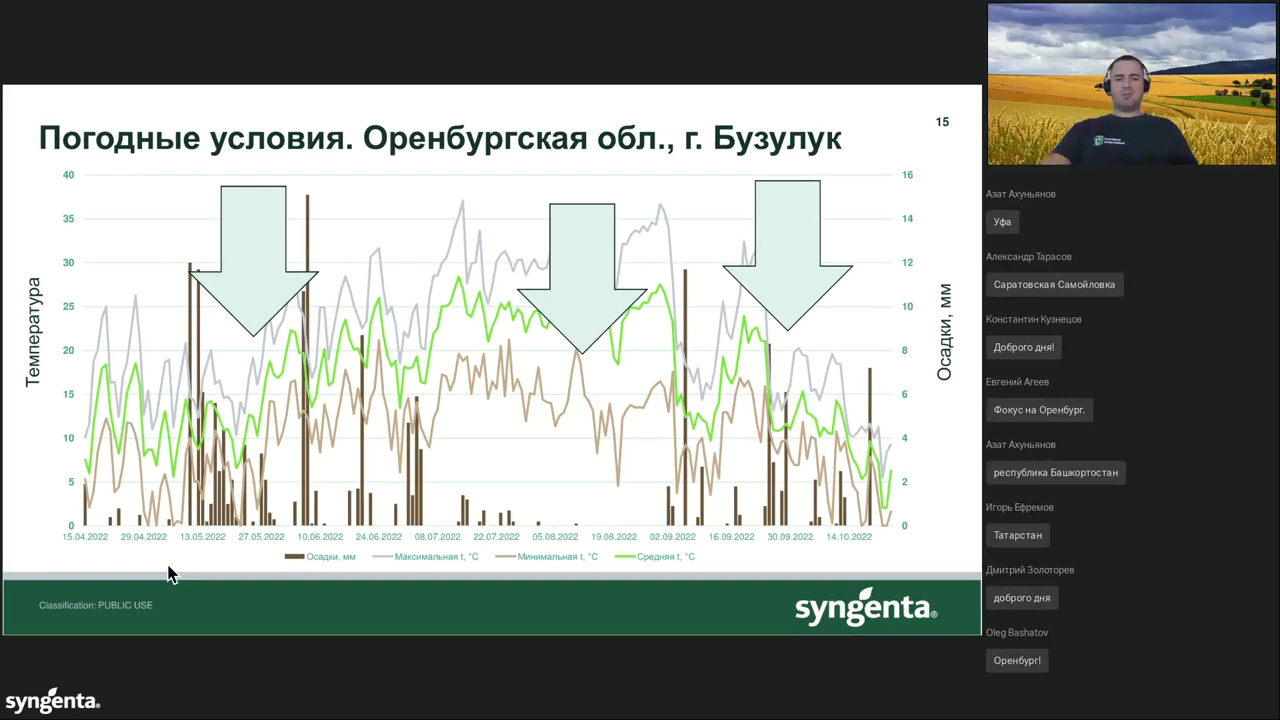 Погодные условия. Оренбургская обл., г. Бузулук
15
Температура
40
35
30
25
20
15
10
5
0
16
14
12
10
8
6
4
2
0
Осадки, мм
15.04.2022 29.04.2022 13.05.2022 27.05.2022 10.06.2022 24.06.2022 08.07.2022 22.07.2022 05.08.2022 19.08.2022 02.09.2022 16.09.2022 30.09.2022 14.10.2022
Осадки, мм Максимальная t, °C Минимальная t, °C Средняя t, °C
Classification: PUBLIC USE
syngenta®
syngenta®
Азат Ахуньянов
Уфа
Александр Тарасов
Саратовская Самойловка
Константин Кузнецов
Доброго дня!
Евгений Агеев
Фокус на Оренбург.
Азат Ахуньянов
республика Башкортостан
Игорь Ефремов
Татарстан
Дмитрий Золоторев
доброго дня
Oleg Bashatov
Оренбург!